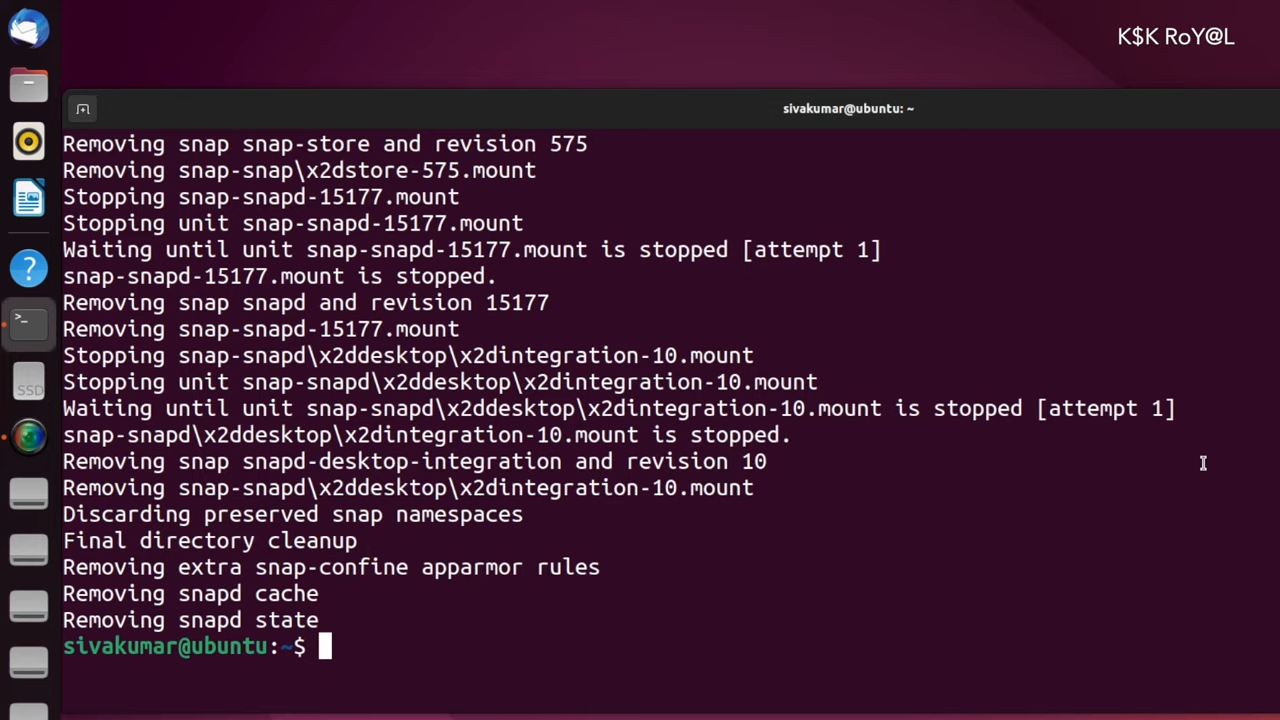 K$K RoY@L
sivakumar@ubuntu: ~
Removing snap snap-store and revision 575
Removing snap-snap\x2dstore-575.mount
Stopping snap-snapd-15177.mount
Stopping unit snap-snapd-15177.mount
Waiting until unit snap-snapd-15177.mount is stopped [attempt 1]
snap-snapd-15177.mount is stopped.
Removing snap snapd and revision 15177
Removing snap-snapd-15177.mount
Stopping snap-snapd\x2ddesktop\x2dintegration-10.mount
Stopping unit snap-snapd\x2ddesktop\x2dintegration-10.mount
Waiting until unit snap-snapd\x2ddesktop\x2dintegration-10.mount is stopped [attempt 1]
snap-snapd\x2ddesktop\x2dintegration-10.mount is stopped.
Removing snap snapd-desktop-integration and revision 10
Removing snap-snapd\x2ddesktop\x2dintegration-10.mount
Discarding preserved snap namespaces
Final directory cleanup
Removing extra snap-confine apparmor rules
Removing snapd cache
Removing snapd state
sivakumar@ubuntu:~$
?
>_
SSD